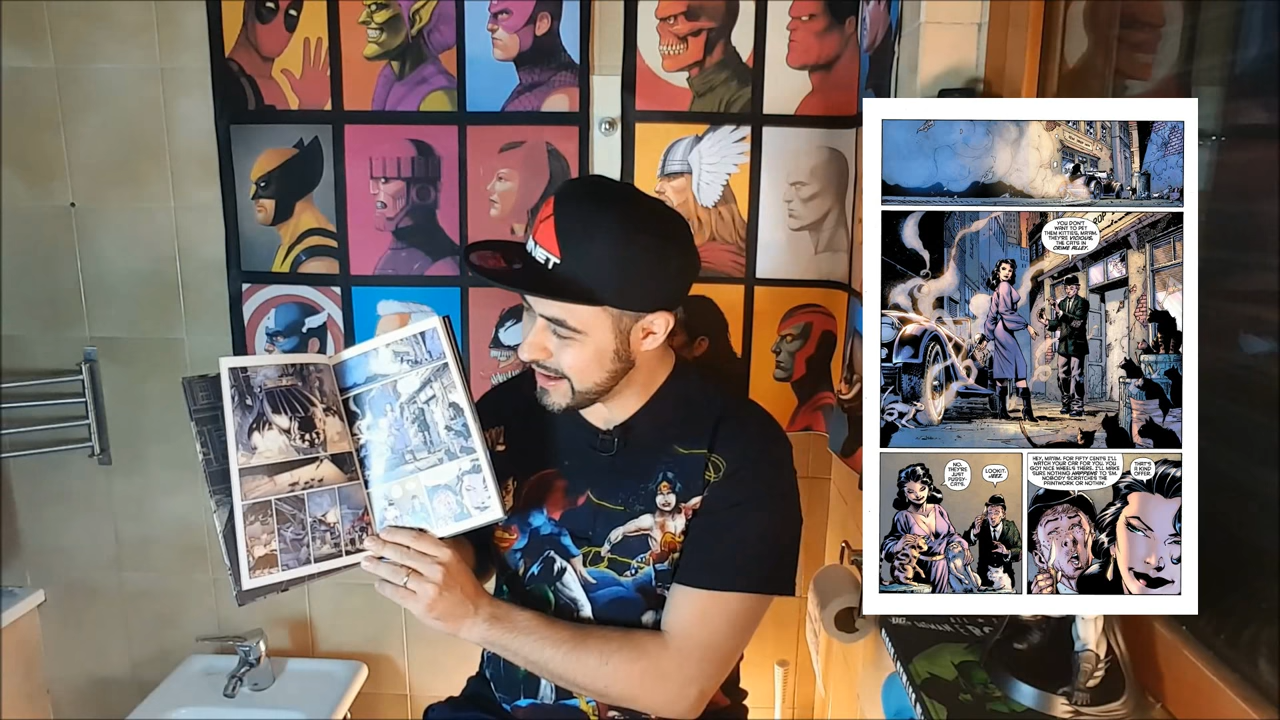 YOU DON'T
WANT TO PET
THEM KITTIES, MA'AM.
THEY'RE VICIOUS,
THE CATS IN
CRIME ALLEY.
NO.
THEY'RE
JUST
PUSSY-
CATS.
LOOKIT.
JEEZ.
HEY, MA'AM. FOR FIFTY CENTS I'LL
WATCH YOUR CAR FOR YOU. YOU
GOT NICE WHEELS THERE. I'LL MAKE
SURE NOTHING HAPPENS TO 'EM.
NOBODY SCRATCHES THE
PAINTWORK OR NOTHIN'.
THAT'S
A KIND
OFFER.
NET
DC